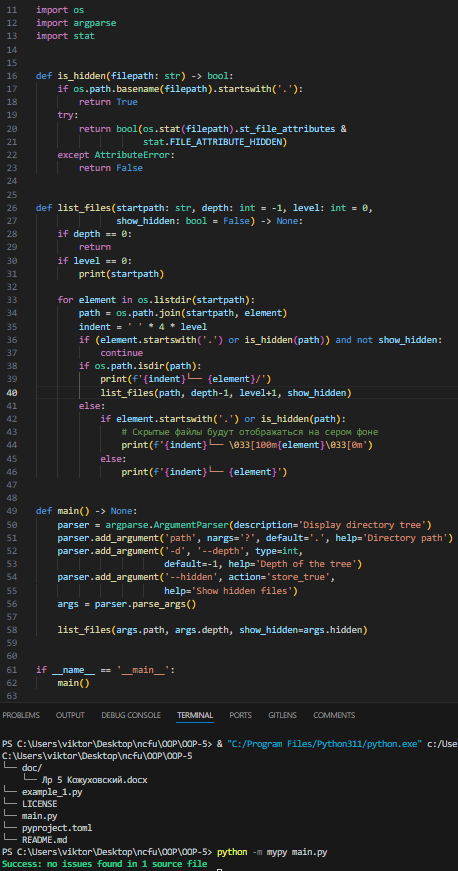 11 import os
12 import argparse
13 import stat
14
15
16 def is_hidden(filepath: str) -> bool:
17     if os.path.basename(filepath).startswith('.'):
18         return True
19     try:
20         return bool(os.stat(filepath).st_file_attributes &
21                     stat.FILE_ATTRIBUTE_HIDDEN)
22     except AttributeError:
23         return False
24
25
26 def list_files(startpath: str, depth: int = -1, level: int = 0,
27                show_hidden: bool = False) -> None:
28     if depth == 0:
29         return
30     if level == 0:
31         print(startpath)
32
33     for element in os.listdir(startpath):
34         path = os.path.join(startpath, element)
35         indent = ' ' * 4 * level
36         if (element.startswith('.') or is_hidden(path)) and not show_hidden:
37             continue
38         if os.path.isdir(path):
39             print(f'{indent}└── {element}/')
40             list_files(path, depth-1, level+1, show_hidden)
41         else:
42             if element.startswith('.') or is_hidden(path):
43                 # Скрытые файлы будут отображаться на сером фоне
44                 print(f'{indent}└── \033[100m{element}\033[0m')
45             else:
46                 print(f'{indent}└── {element}')
47
48
49 def main() -> None:
50     parser = argparse.ArgumentParser(description='Display directory tree')
51     parser.add_argument('path', nargs='?', default='.', help='Directory path')
52     parser.add_argument('-d', '--depth', type=int,
53                         default=-1, help='Depth of the tree')
54     parser.add_argument('--hidden', action='store_true',
55                         help='Show hidden files')
56     args = parser.parse_args()
57
58     list_files(args.path, args.depth, show_hidden=args.hidden)
59
60
61 if __name__ == '__main__':
62     main()
63
PROBLEMS OUTPUT DEBUG CONSOLE TERMINAL PORTS GITLENS COMMENTS
PS C:\Users\viktor\Desktop\ncfu\OOP\OOP-5> & "C:/Program Files/Python311/python.exe" c:/Use
C:\Users\viktor\Desktop\ncfu\OOP\OOP-5
└── doc/
    └── Лр 5 Кожуховский.docx
└── example_1.py
└── LICENSE
└── main.py
└── pyproject.toml
└── README.md
PS C:\Users\viktor\Desktop\ncfu\OOP\OOP-5> python -m mypy main.py
Success: no issues found in 1 source file